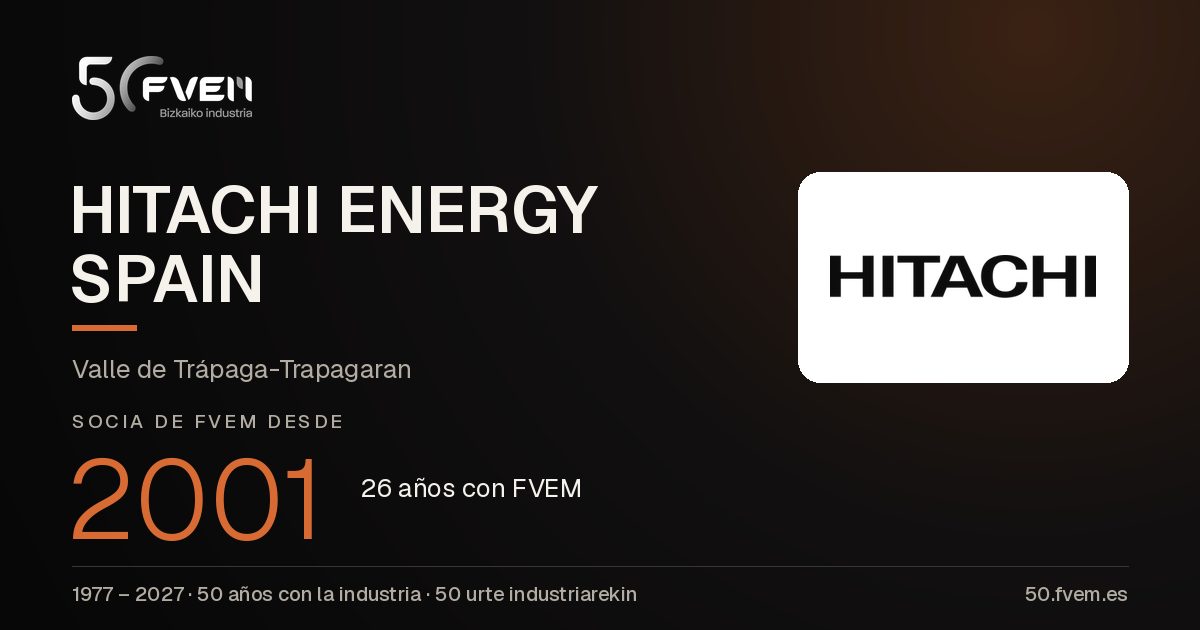 50 FVEM
Bizkaiko industria
HITACHI ENERGY
SPAIN
HITACHI
Valle de Trápaga-Trapagaran
SOCIA DE FVEM DESDE
2001
26 años con FVEM
1977 – 2027 · 50 años con la industria · 50 urte industriarekin
50.fvem.es